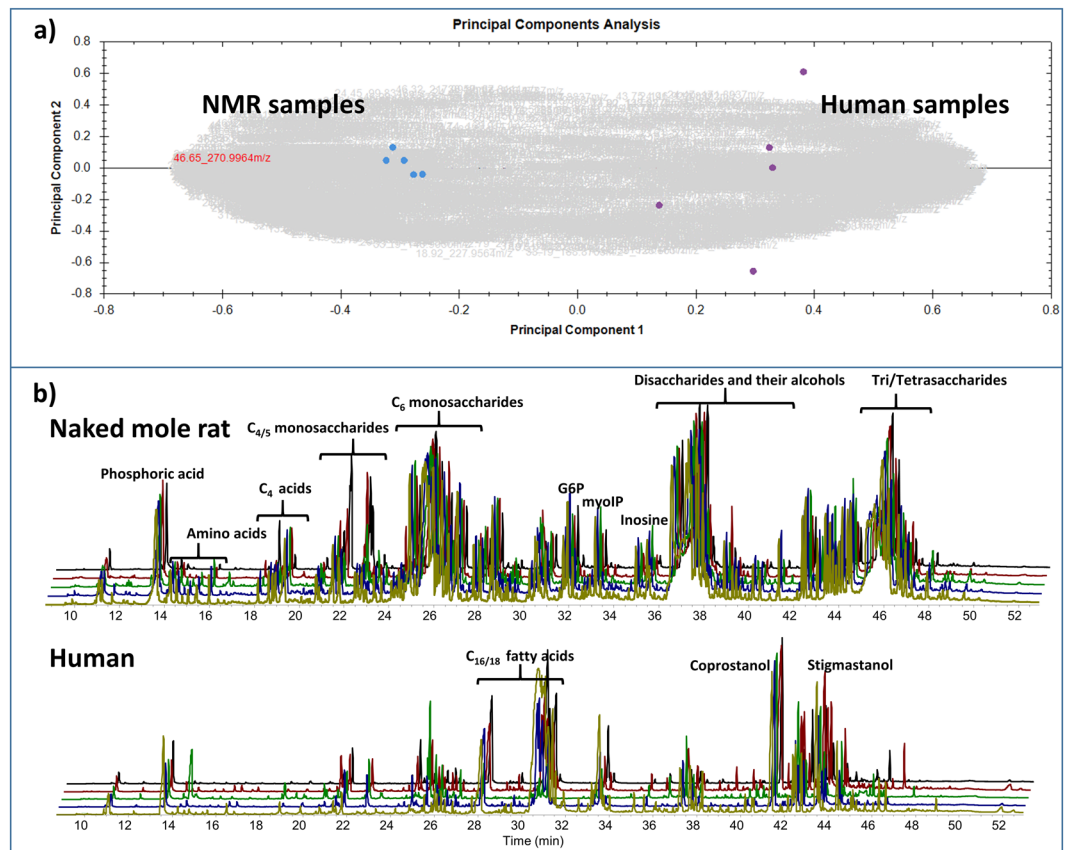 a)
Principal Components Analysis
NMR samples
Human samples
46.65_270.9964m/z
18.92_227.9564m/z
Principal Component 2
0.8
0.6
0.4
0.2
0.0
-0.2
-0.4
-0.6
-0.8
-0.8 -0.6 -0.4 -0.2 0.0 0.2 0.4 0.6 0.8
Principal Component 1
b)
Naked mole rat
Phosphoric acid
Amino acids
C4 acids
C4/5 monosaccharides
C6 monosaccharides
G6P
myoIP
Inosine
Disaccharides and their alcohols
Tri/Tetrasaccharides
10 12 14 16 18 20 22 24 26 28 30 32 34 36 38 40 42 44 46 48 50 52
Human
C16/18 fatty acids
Coprostanol
Stigmastanol
10 12 14 16 18 20 22 24 26 28 30 32 34 36 38 40 42 44 46 48 50 52
Time (min)